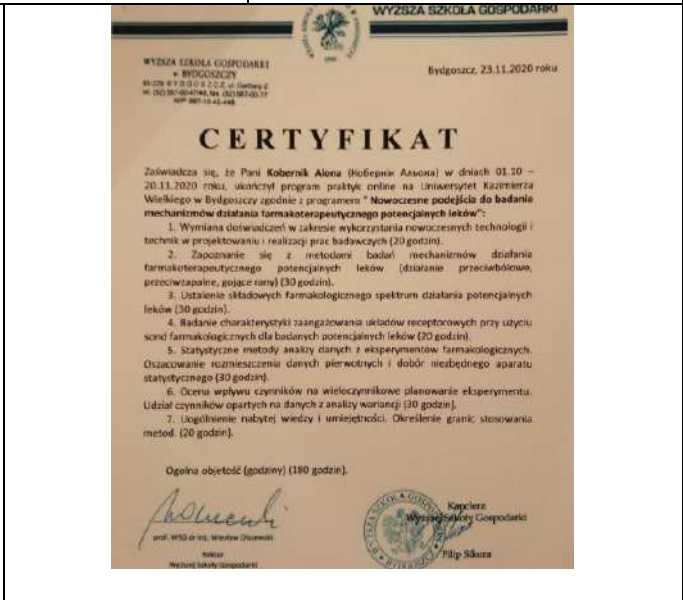 WYŻSZA SZKOŁA GOSPODARKI
WYŻSZA SZKOŁA GOSPODARKI
w BYDGOSZCZY
Bydgoszcz, 23.11.2020 roku
CERTYFIKAT
Zaświadcza się, że Pani Kobernik Alona (Коберник Альона) w dniach 01.10 –
20.11.2020 roku, ukończył program praktyk online na Uniwersytet Kazimierza
Wielkiego w Bydgoszczy zgodnie z programem " Nowoczesne podejścia do badania
mechanizmów działania farmakoterapeutycznego potencjalnych leków":
1. Wymiana doświadczeń w zakresie wykorzystania nowoczesnych technologii i
technik w projektowaniu i realizacji prac badawczych (20 godzin).
2. Zapoznanie się z metodami badań mechanizmów działania
farmakoterapeutycznego potencjalnych leków (działanie przeciwbólowe,
przeciwzapalne, gojące rany) (30 godzin).
3. Ustalenie składowych farmakologicznego spektrum działania potencjalnych
leków (30 godzin).
4. Badanie charakterystyki zaangażowania układów receptorowych przy użyciu
sond farmakologicznych dla badanych potencjalnych leków (20 godzin).
5. Statystyczne metody analizy danych z eksperymentów farmakologicznych.
Oszacowanie rozmieszczenia danych pierwotnych i dobór niezbędnego aparatu
statystycznego (30 godzin).
6. Ocena wpływu czynników na wieloczynnikowe planowanie eksperymentu.
Udział czynników opartych na danych z analizy wariancji (30 godzin).
7. Uogólnienie nabytej wiedzy i umiejętności. Określenie granic stosowania
metod. (20 godzin).
Ogolna objetość (godziny) (180 godzin).
prof. WSG dr inż. Wiesław Olszewski
Rektor
Wyższej Szkoły Gospodarki
Kanclerz
Wyższej Szkoły Gospodarki
Filip Sikora